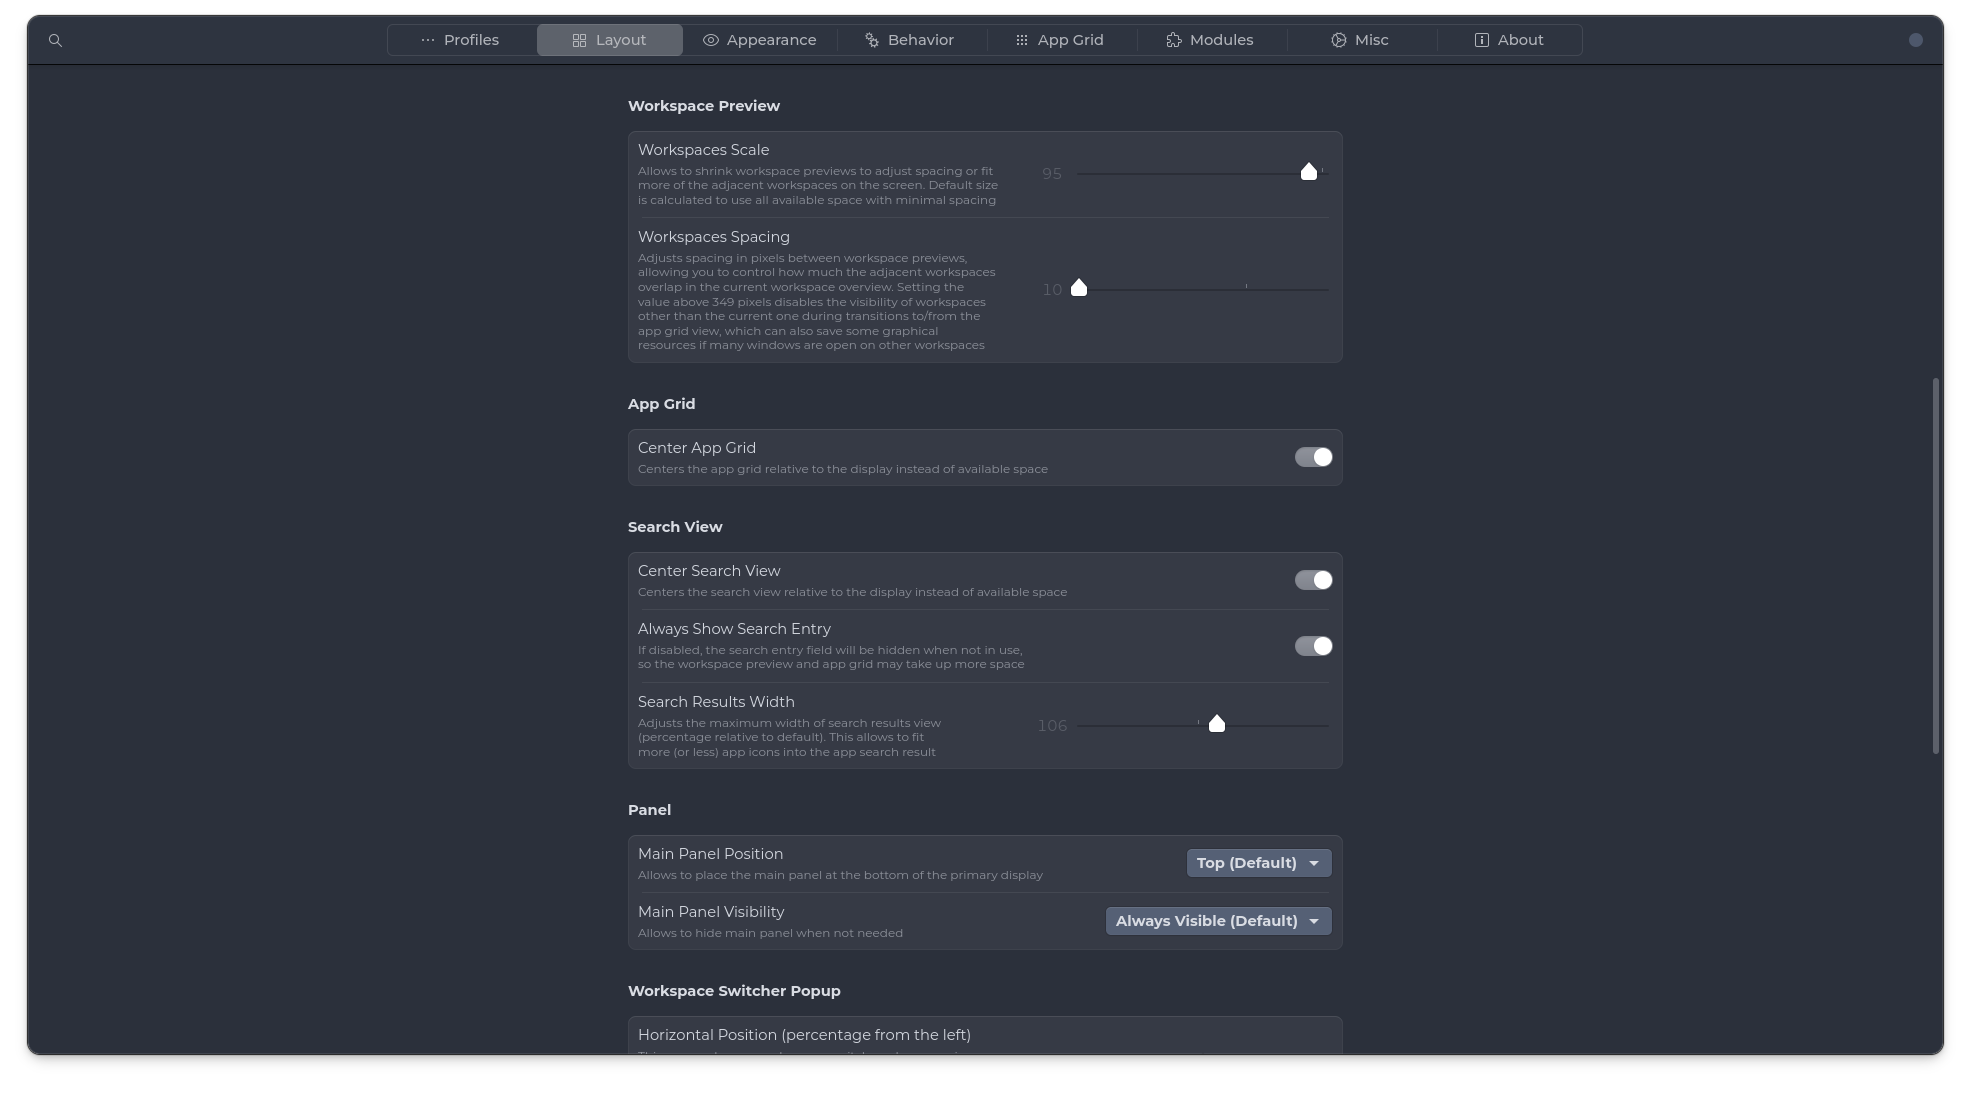 Profiles
Layout
Appearance
Behavior
App Grid
Modules
Misc
About
Workspace Preview
Workspaces Scale
Allows to shrink workspace previews to adjust spacing or fit
more of the adjacent workspaces on the screen. Default size
is calculated to use all available space with minimal spacing
95
Workspaces Spacing
Adjusts spacing in pixels between workspace previews,
allowing you to control how much the adjacent workspaces
overlap in the current workspace overview. Setting the
value above 349 pixels disables the visibility of workspaces
other than the current one during transitions to/from the
app grid view, which can also save some graphical
resources if many windows are open on other workspaces
10
App Grid
Center App Grid
Centers the app grid relative to the display instead of available space
Search View
Center Search View
Centers the search view relative to the display instead of available space
Always Show Search Entry
If disabled, the search entry field will be hidden when not in use,
so the workspace preview and app grid may take up more space
Search Results Width
Adjusts the maximum width of search results view
(percentage relative to default). This allows to fit
more (or less) app icons into the app search result
106
Panel
Main Panel Position
Allows to place the main panel at the bottom of the primary display
Top (Default)
Main Panel Visibility
Allows to hide main panel when not needed
Always Visible (Default)
Workspace Switcher Popup
Horizontal Position (percentage from the left)